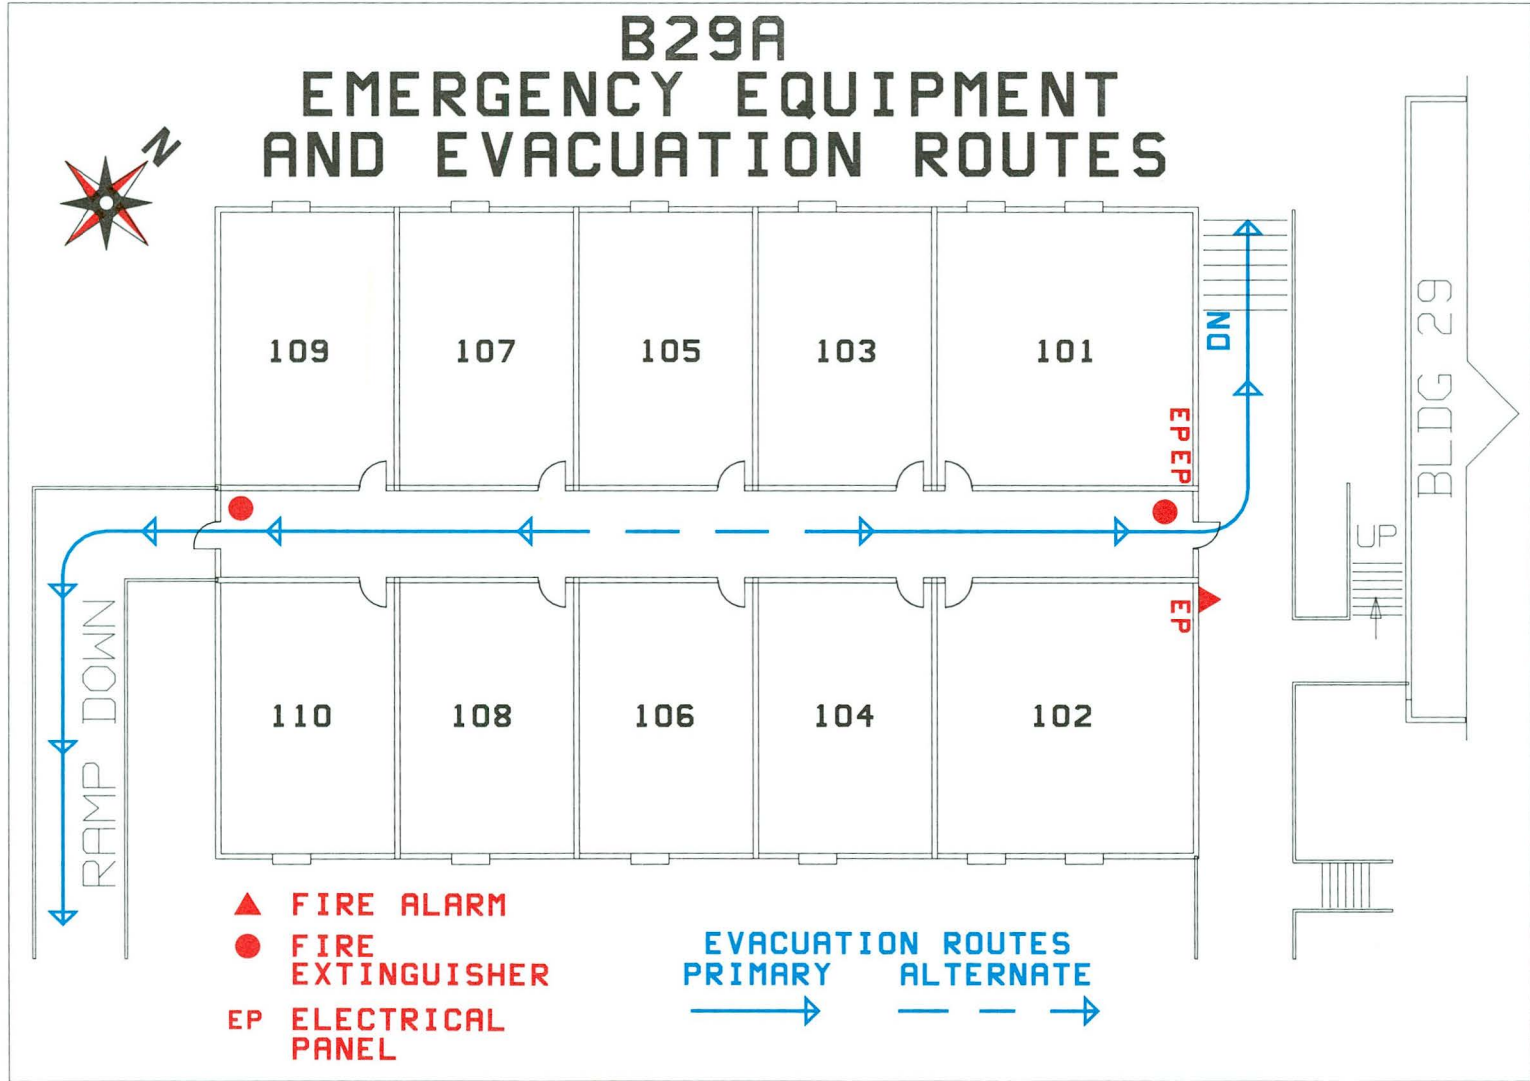 B29A
EMERGENCY EQUIPMENT
AND EVACUATION ROUTES
N
109
107
105
103
101
DN
BLDG 29
EP EP
UP
EP
RAMP DOWN
110
108
106
104
102
FIRE ALARM
FIRE
EXTINGUISHER
EP ELECTRICAL
PANEL
EVACUATION ROUTES
PRIMARY ALTERNATE